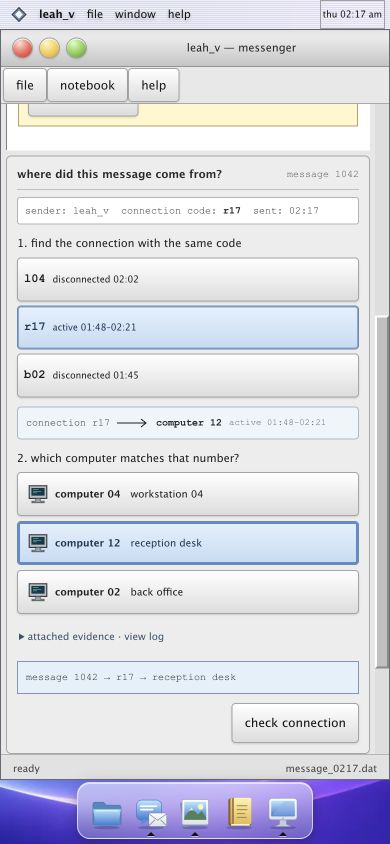 leah_v file window help thu 02:17 am
leah_v — messenger
file notebook help
where did this message come from? message 1042
sender: leah_v connection code: r17 sent: 02:17
1. find the connection with the same code
l04 disconnected 02:02
r17 active 01:48–02:21
b02 disconnected 01:45
connection r17 ⟶ computer 12 active 01:48–02:21
2. which computer matches that number?
computer 04 workstation 04
computer 12 reception desk
computer 02 back office
▶ attached evidence · view log
message 1042 → r17 → reception desk
check connection
ready message_0217.dat